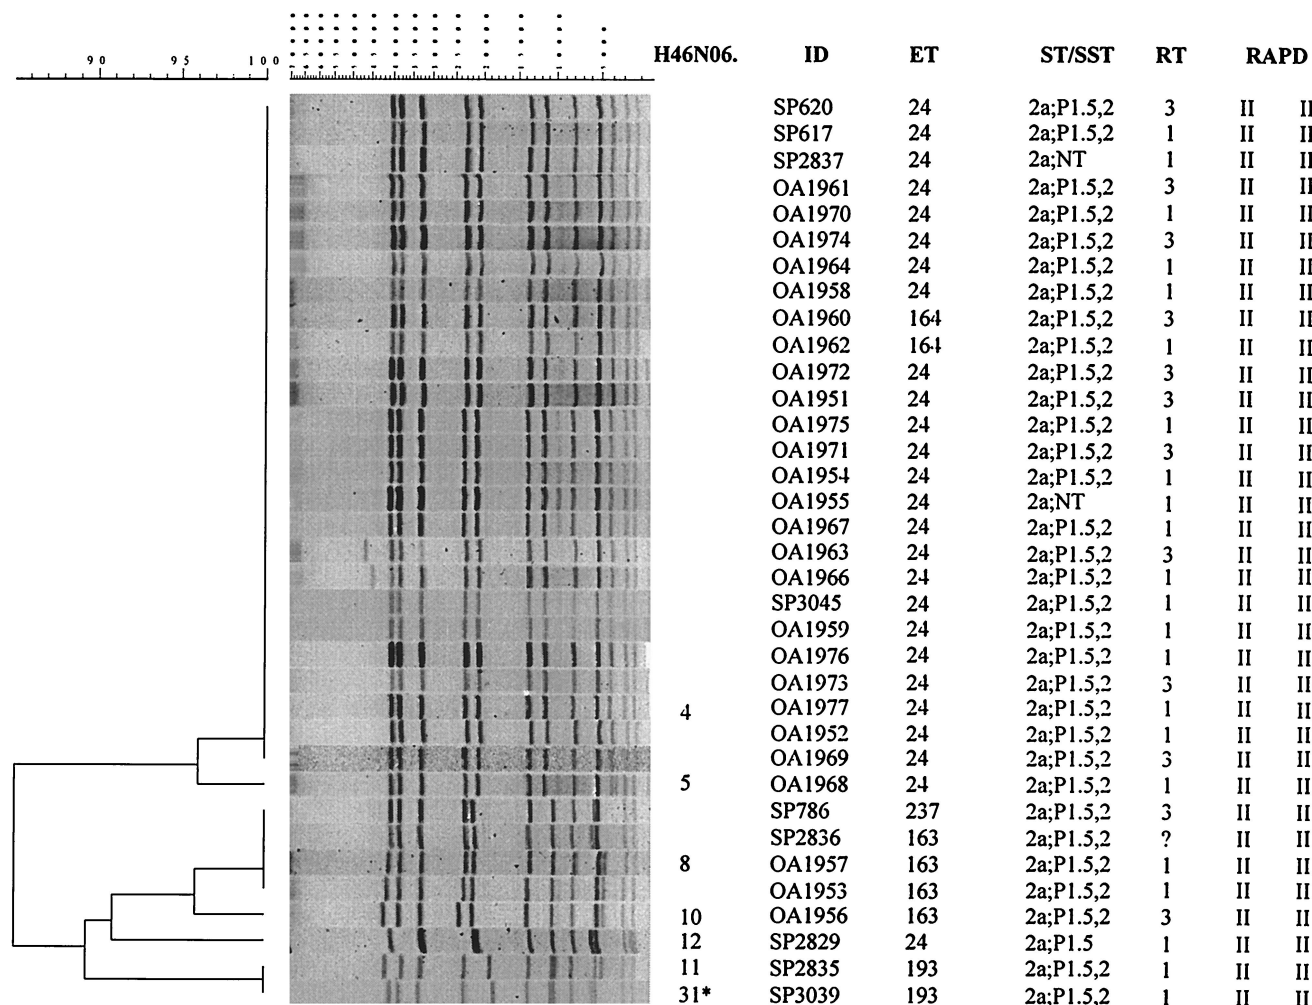 90 95 100
H46N06. ID ET ST/SST RT RAPD
SP620 24 2a;P1.5,2 3 II II
SP617 24 2a;P1.5,2 1 II II
SP2837 24 2a;NT 1 II II
OA1961 24 2a;P1.5,2 3 II II
OA1970 24 2a;P1.5,2 1 II II
OA1974 24 2a;P1.5,2 3 II II
OA1964 24 2a;P1.5,2 1 II II
OA1958 24 2a;P1.5,2 1 II II
OA1960 164 2a;P1.5,2 3 II II
OA1962 164 2a;P1.5,2 1 II II
OA1972 24 2a;P1.5,2 3 II II
OA1951 24 2a;P1.5,2 3 II II
OA1975 24 2a;P1.5,2 1 II II
OA1971 24 2a;P1.5,2 3 II II
OA1954 24 2a;P1.5,2 1 II II
OA1955 24 2a;NT 1 II II
OA1967 24 2a;P1.5,2 1 II II
OA1963 24 2a;P1.5,2 3 II II
OA1966 24 2a;P1.5,2 1 II II
SP3045 24 2a;P1.5,2 1 II II
OA1959 24 2a;P1.5,2 1 II II
OA1976 24 2a;P1.5,2 1 II II
OA1973 24 2a;P1.5,2 3 II II
4 OA1977 24 2a;P1.5,2 1 II II
OA1952 24 2a;P1.5,2 1 II II
OA1969 24 2a;P1.5,2 3 II II
5 OA1968 24 2a;P1.5,2 1 II II
SP786 237 2a;P1.5,2 3 II II
SP2836 163 2a;P1.5,2 ? II II
8 OA1957 163 2a;P1.5,2 1 II II
OA1953 163 2a;P1.5,2 1 II II
10 OA1956 163 2a;P1.5,2 3 II II
12 SP2829 24 2a;P1.5 1 II II
11 SP2835 193 2a;P1.5,2 1 II II
31* SP3039 193 2a;P1.5,2 1 II II